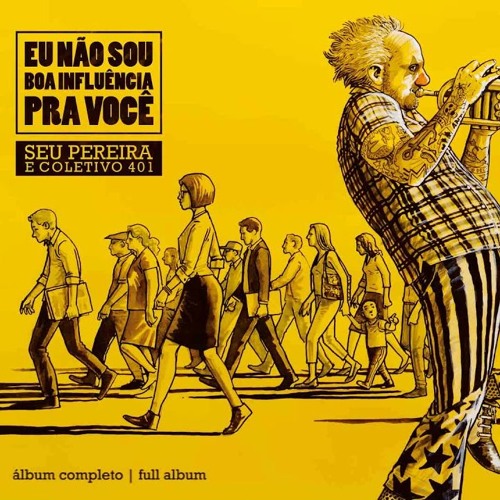 EU NÃO SOU
BOA INFLUÊNCIA
PRA VOCÊ
SEU PEREIRA
E COLETIVO 401
álbum completo | full album